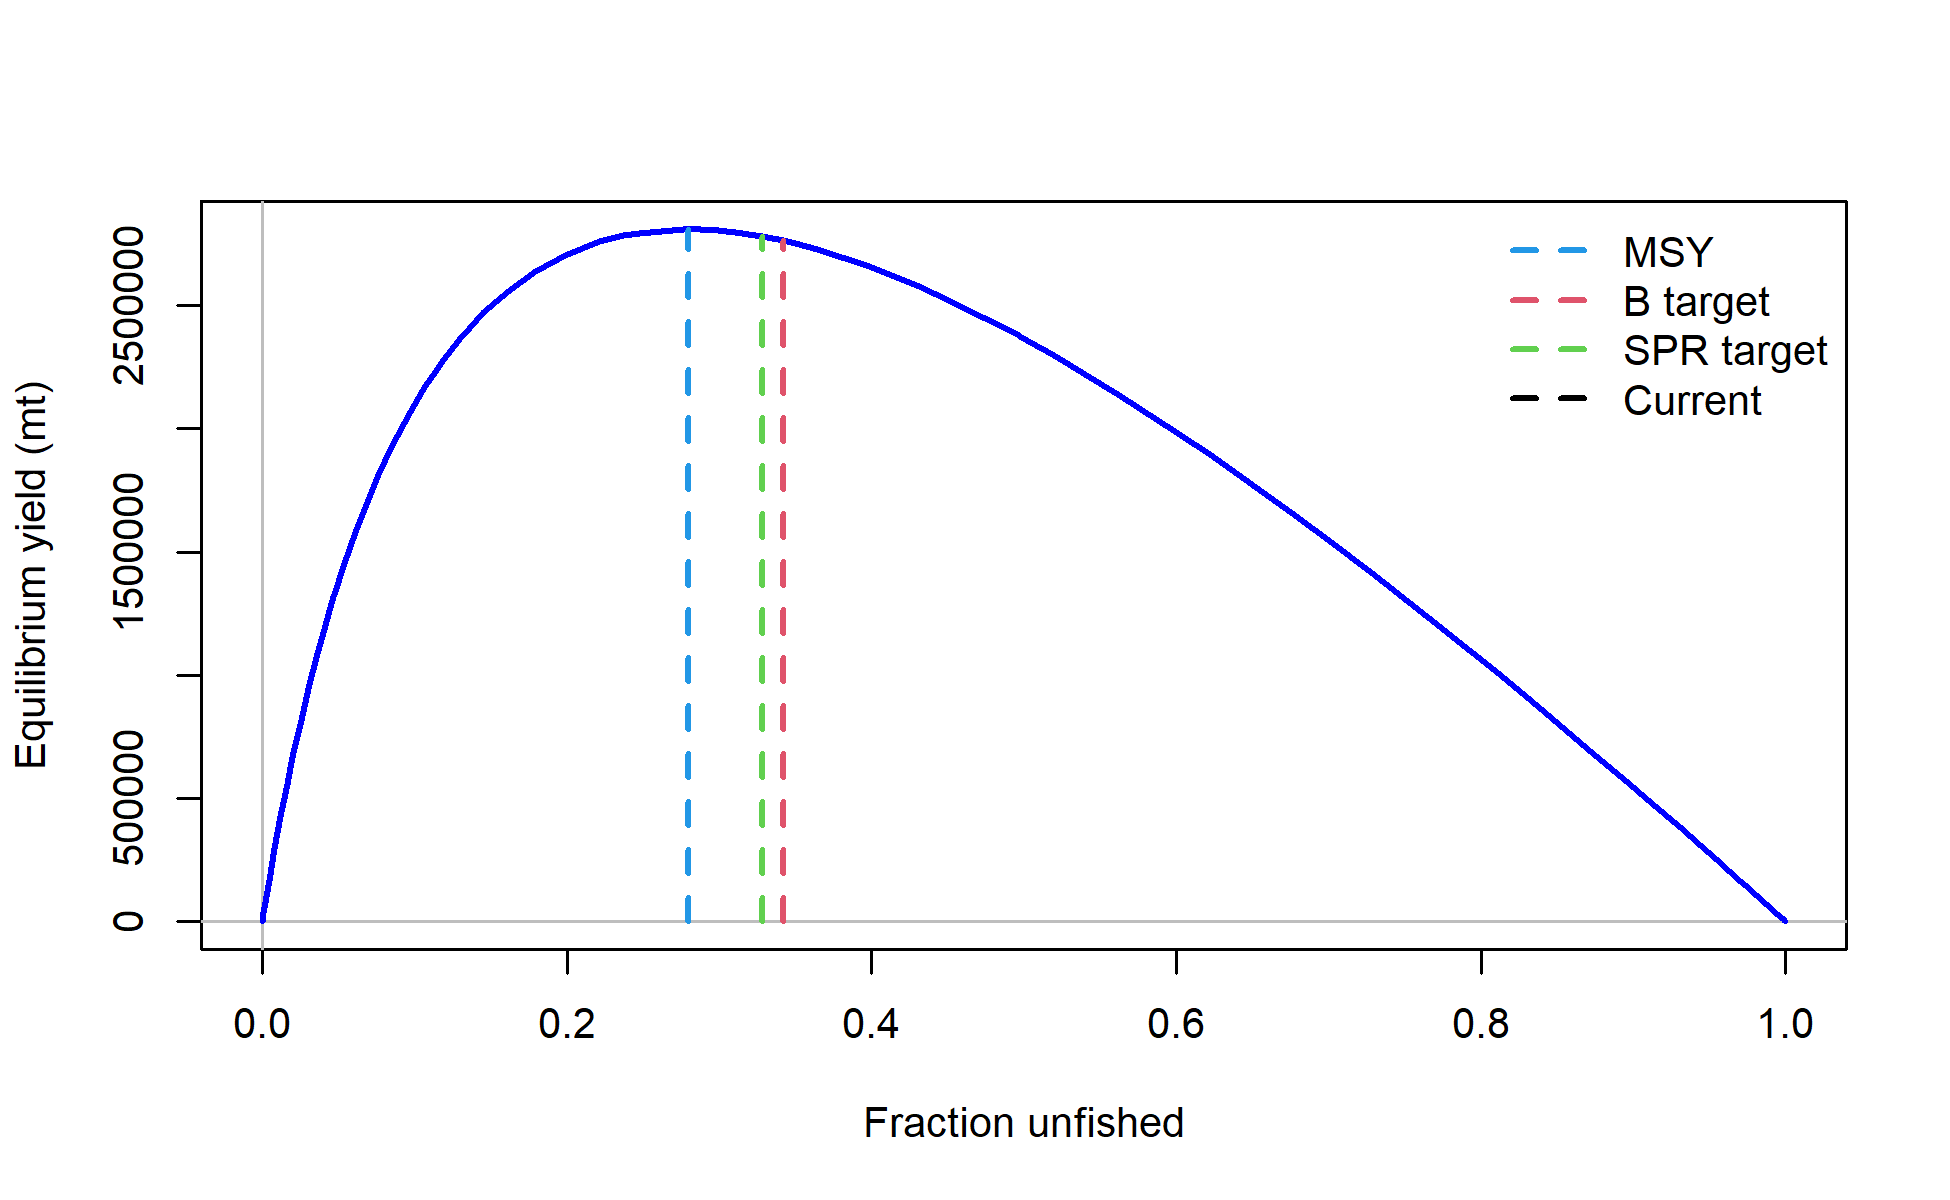 MSY
B target
SPR target
Current
Equilibrium yield (mt)
2500000
1500000
500000
0
0.0 0.2 0.4 0.6 0.8 1.0
Fraction unfished